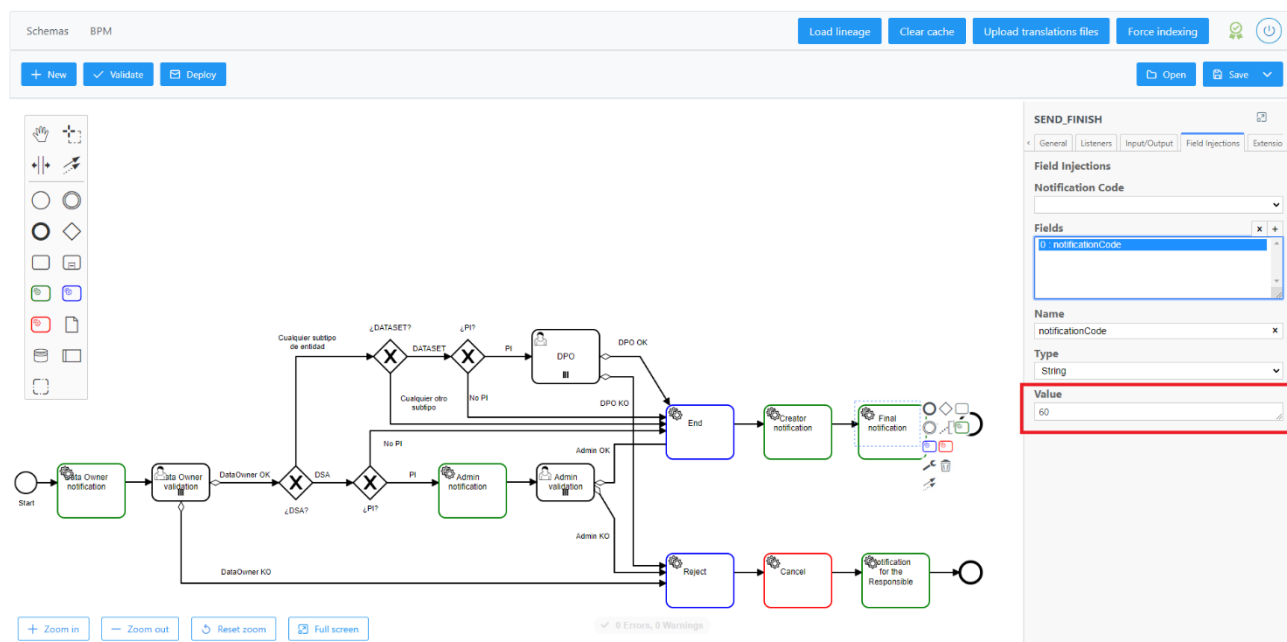 Schemas BPM Load lineage Clear cache Upload translations files Force indexing
New Validate Deploy Open Save
SEND_FINISH
General Listeners Input/Output Field Injections Extensio
Field Injections
Notification Code
Fields
x +
0 : notificationCode
Name
notificationCode x
Type
String
Value
60
¿DATASET? ¿PI?
Cualquier subtipo
de entidad
DATASET PI
DPO
DPO OK
Cualquier otro
subtipo
No PI
DPO KO
End
Creator
notification
Final
notification
No PI
Admin OK
Start
Data Owner
notification
Data Owner
validation
DataOwner OK
¿DSA?
DSA
¿PI?
PI
Admin
notification
Admin
validation
Admin KO
DataOwner KO
Reject
Cancel
Notification
for the
Responsible
Zoom in Zoom out Reset zoom Full screen
0 Errors, 0 Warnings